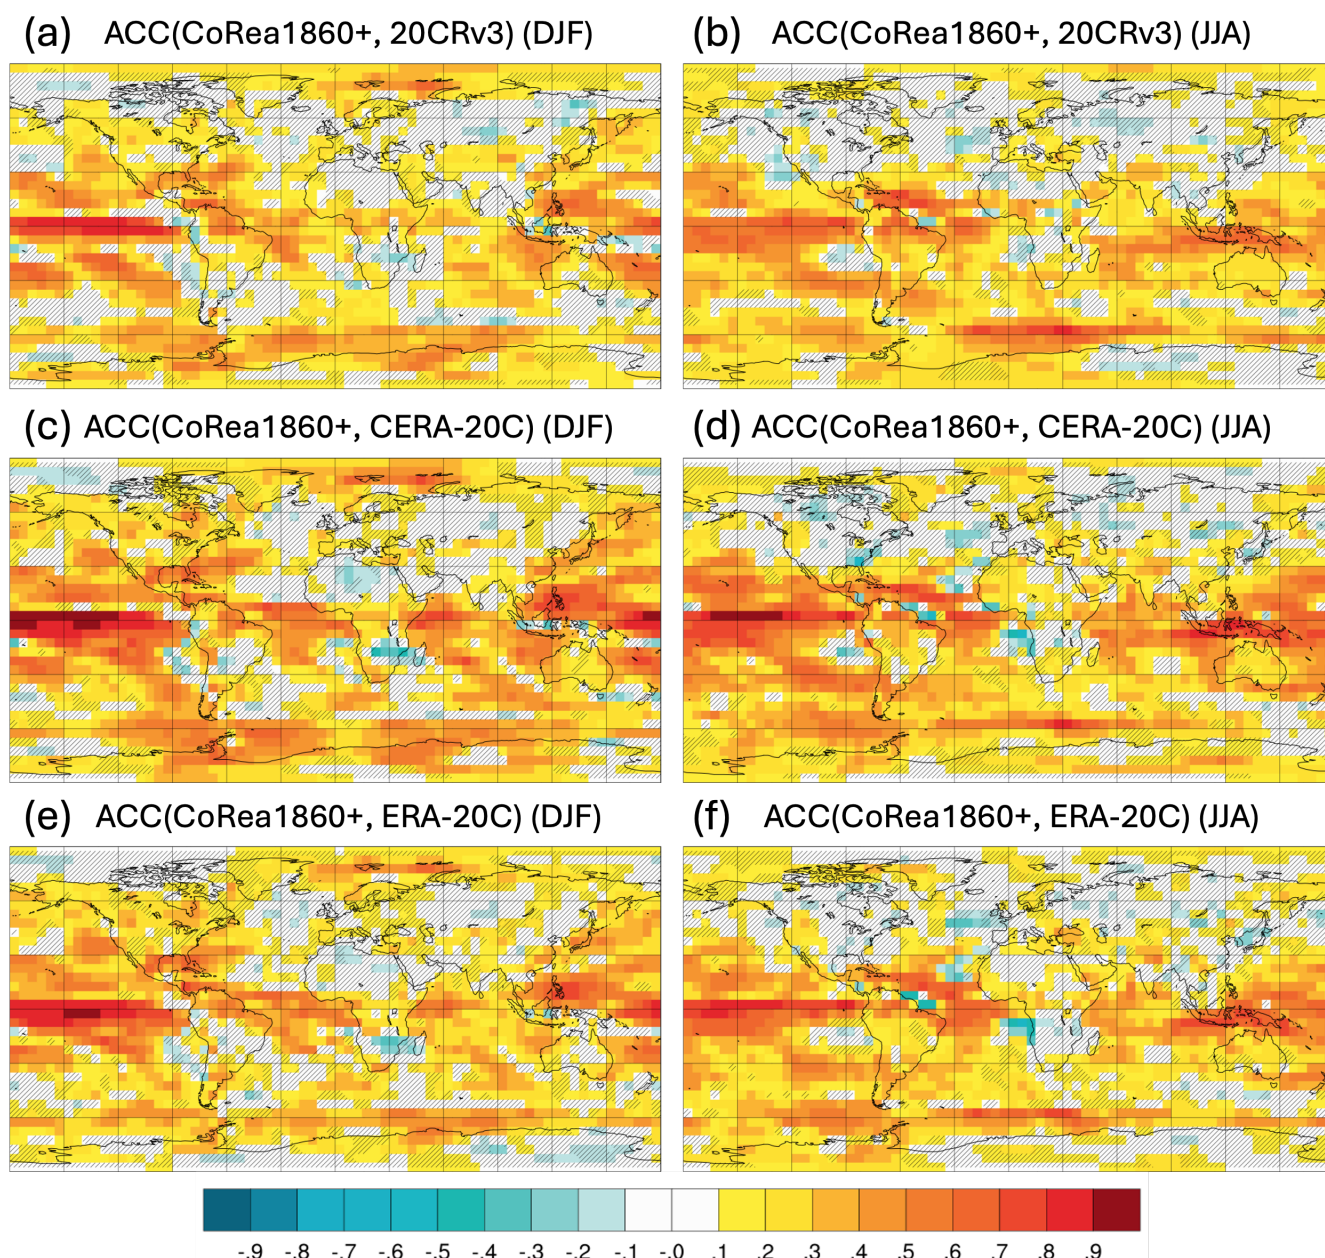 (a) ACC(CoRea1860+, 20CRv3) (DJF)
(b) ACC(CoRea1860+, 20CRv3) (JJA)
(c) ACC(CoRea1860+, CERA-20C) (DJF)
(d) ACC(CoRea1860+, CERA-20C) (JJA)
(e) ACC(CoRea1860+, ERA-20C) (DJF)
(f) ACC(CoRea1860+, ERA-20C) (JJA)
-.9 -.8 -.7 -.6 -.5 -.4 -.3 -.2 -.1 -.0 .1 .2 .3 .4 .5 .6 .7 .8 .9